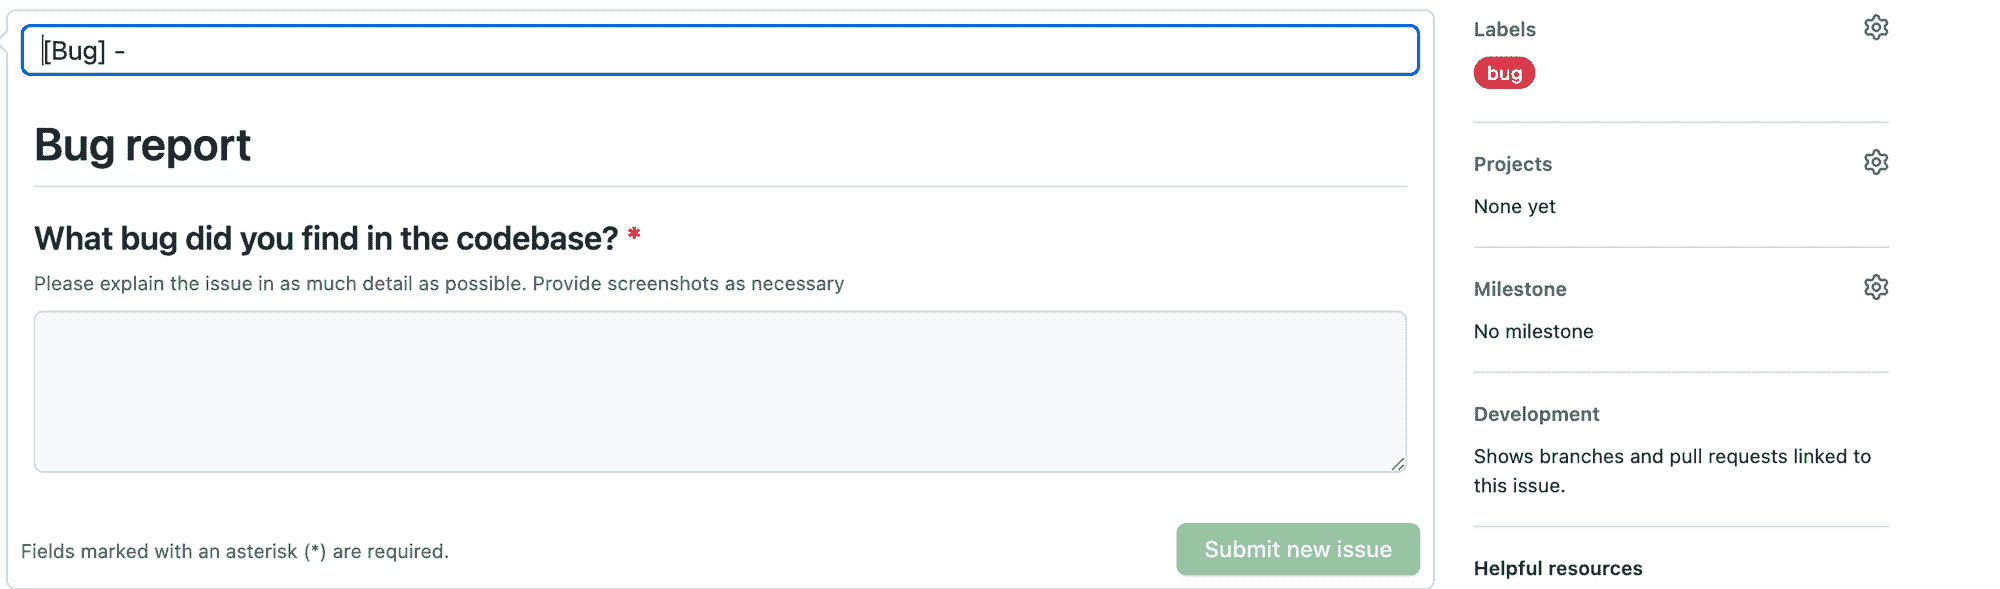 [Bug] -
Bug report
What bug did you find in the codebase? *
Please explain the issue in as much detail as possible. Provide screenshots as necessary
Fields marked with an asterisk (*) are required.
Submit new issue
Labels
bug
Projects
None yet
Milestone
No milestone
Development
Shows branches and pull requests linked to
this issue.
Helpful resources